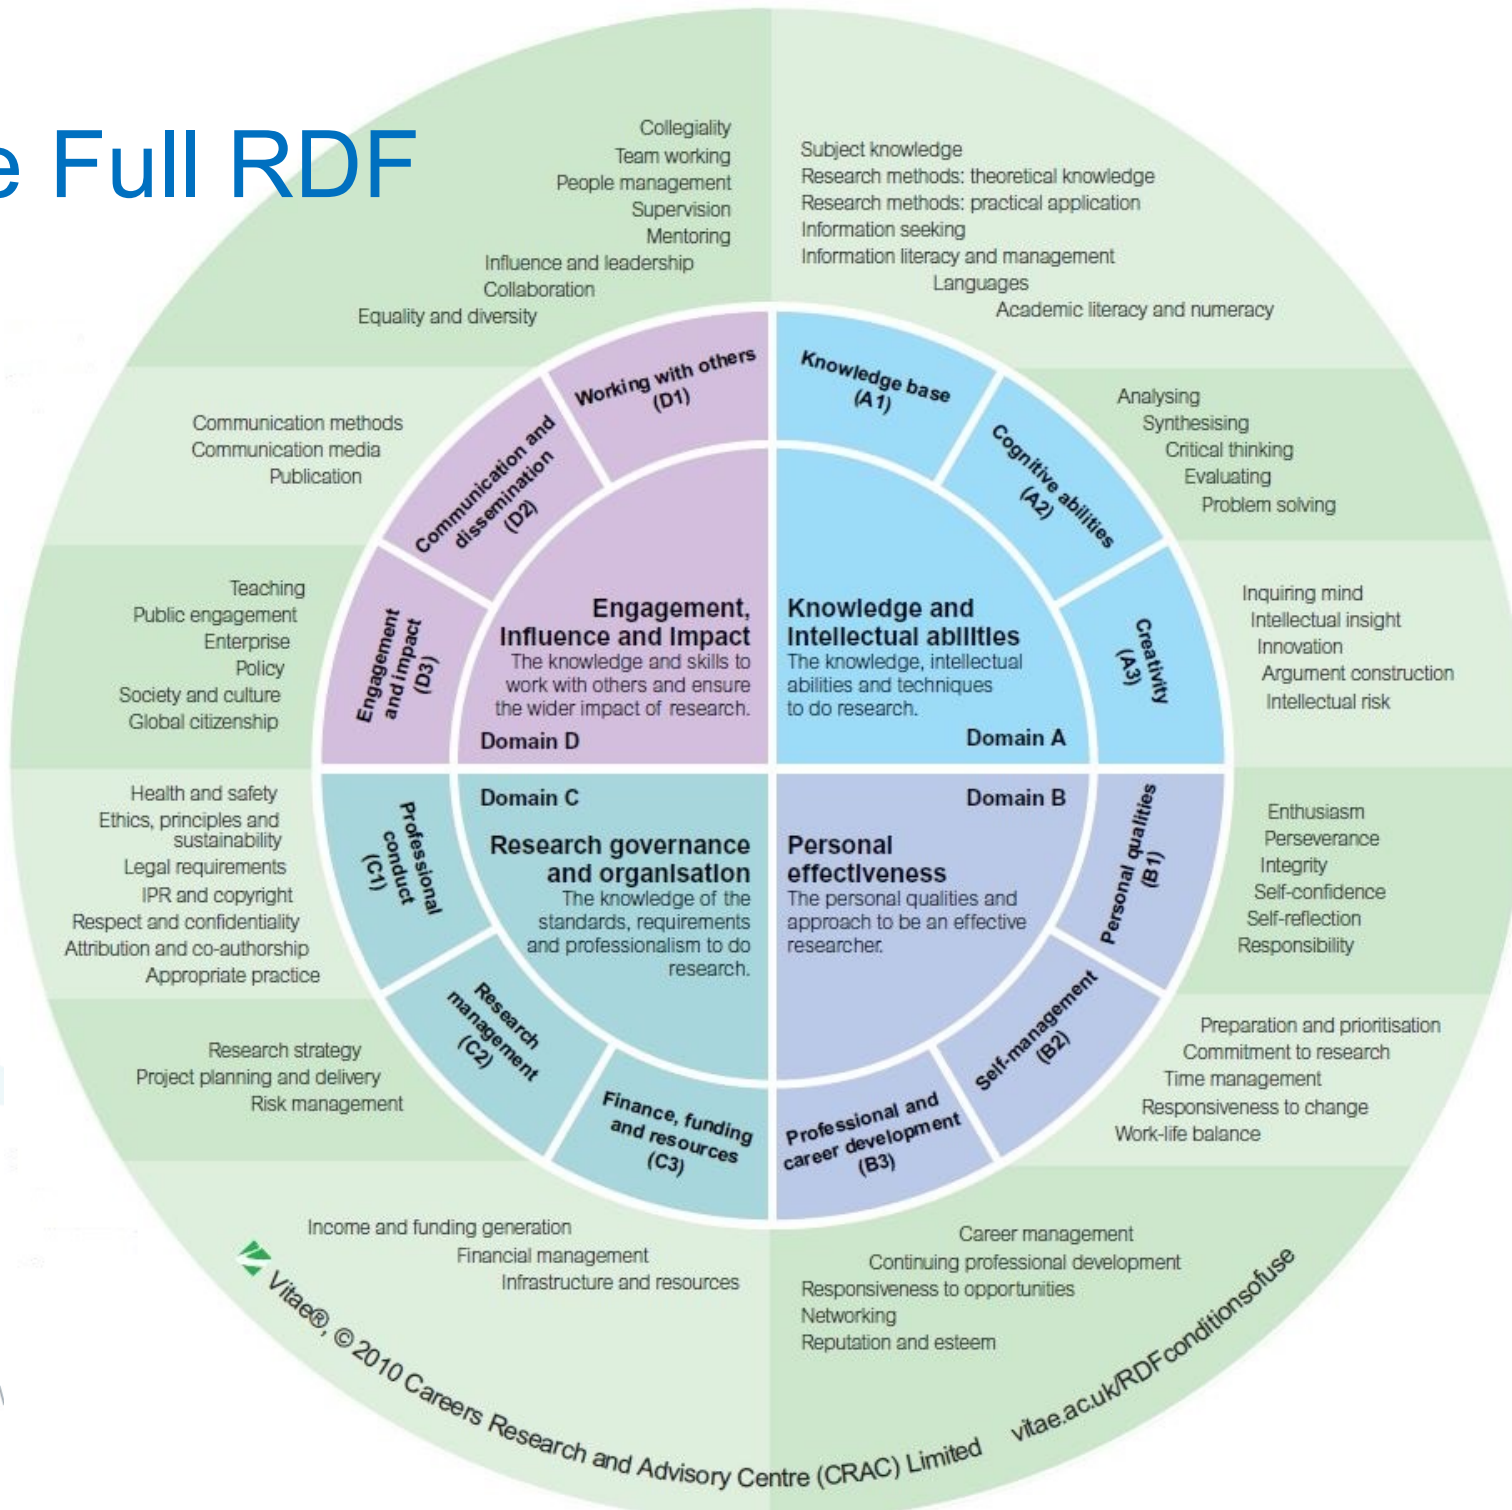 e Full RDF
Collegiality
Team working
People management
Supervision
Mentoring
Influence and leadership
Collaboration
Equality and diversity
Subject knowledge
Research methods: theoretical knowledge
Research methods: practical application
Information seeking
Information literacy and management
Languages
Academic literacy and numeracy
Working with others
(D1)
Knowledge base
(A1)
Communication methods
Communication media
Publication
Communication and
dissemination
(D2)
Cognitive abilities
(A2)
Analysing
Synthesising
Critical thinking
Evaluating
Problem solving
Teaching
Public engagement
Enterprise
Policy
Society and culture
Global citizenship
Engagement
and impact
(D3)
Engagement,
Influence and Impact
The knowledge and skills to
work with others and ensure
the wider impact of research.
Domain D
Knowledge and
Intellectual abilities
The knowledge, intellectual
abilities and techniques
to do research.
Domain A
Creativity
(A3)
Inquiring mind
Intellectual insight
Innovation
Argument construction
Intellectual risk
Health and safety
Ethics, principles and
sustainability
Legal requirements
IPR and copyright
Respect and confidentiality
Attribution and co-authorship
Appropriate practice
Professional
conduct
(C1)
Domain C
Research governance
and organisation
The knowledge of the
standards, requirements
and professionalism to do
research.
Domain B
Personal
effectiveness
The personal qualities and
approach to be an effective
researcher.
Personal qualities
(B1)
Enthusiasm
Perseverance
Integrity
Self-confidence
Self-reflection
Responsibility
Research strategy
Project planning and delivery
Risk management
Research
management
(C2)
Self-management
(B2)
Preparation and prioritisation
Commitment to research
Time management
Responsiveness to change
Work-life balance
Finance, funding
and resources
(C3)
Professional and
career development
(B3)
Income and funding generation
Financial management
Infrastructure and resources
Career management
Continuing professional development
Responsiveness to opportunities
Networking
Reputation and esteem
Vitae®, © 2010 Careers Research and Advisory Centre (CRAC) Limited vitae.ac.uk/RDFconditionsofuse